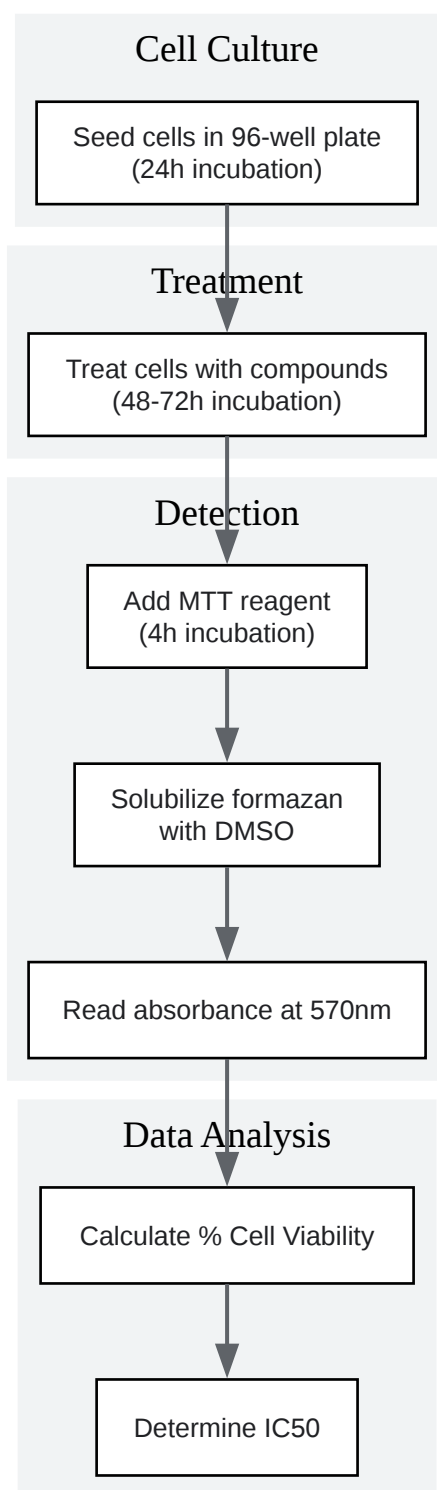 Cell Culture
Seed cells in 96-well plate
(24h incubation)
Treatment
Treat cells with compounds
(48-72h incubation)
Detection
Add MTT reagent
(4h incubation)
Solubilize formazan
with DMSO
Read absorbance at 570nm
Data Analysis
Calculate % Cell Viability
Determine IC50